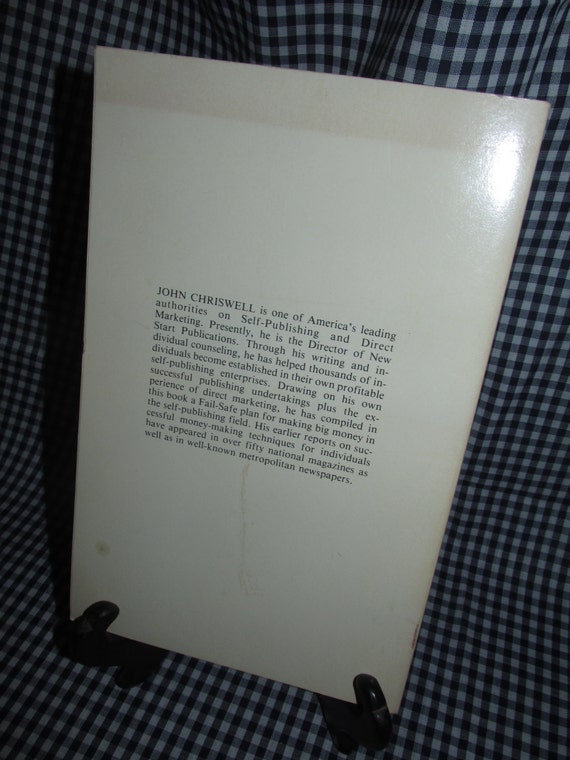 JOHN CHRISWELL is one of America's leading
authorities on Self-Publishing and Direct
Marketing. Presently, he is the Director of New
Start Publications. Through his writing and in-
dividual counseling, he has helped thousands of in-
dividuals become established in their own profitable
self-publishing enterprises. Drawing on his own
successful publishing undertakings plus the ex-
perience of direct marketing, he has compiled in
this book a Fail-Safe plan for making big money in
the self-publishing field. His earlier reports on suc-
cessful money-making techniques for individuals
have appeared in over fifty national magazines as
well as in well-known metropolitan newspapers.